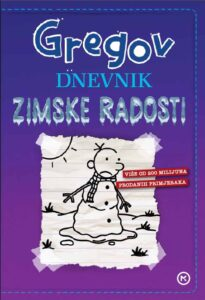 Gregov
DNEVNIK
ZIMSKE RADOSTI
VIŠE OD 200 MILIJUNA
PRODANIH PRIMJERAKA
M